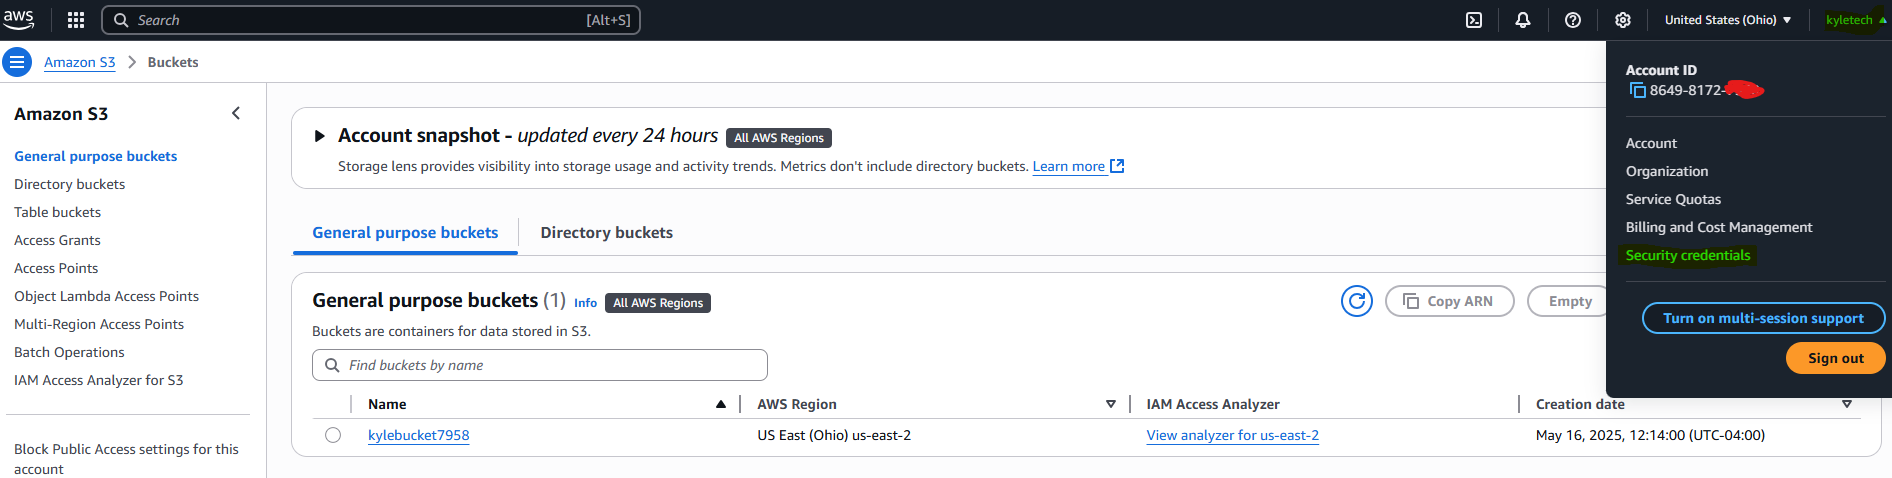 aws
Search
[Alt+S]
United States (Ohio)
kyletech
Amazon S3
Buckets
Amazon S3
General purpose buckets
Directory buckets
Table buckets
Access Grants
Access Points
Object Lambda Access Points
Multi-Region Access Points
Batch Operations
IAM Access Analyzer for S3
Block Public Access settings for this
account
Account snapshot - updated every 24 hours All AWS Regions
Storage lens provides visibility into storage usage and activity trends. Metrics don't include directory buckets. Learn more
General purpose buckets
Directory buckets
General purpose buckets (1) Info All AWS Regions
Copy ARN
Empty
Buckets are containers for data stored in S3.
Find buckets by name
Name
AWS Region
IAM Access Analyzer
Creation date
kylebucket7958
US East (Ohio) us-east-2
View analyzer for us-east-2
May 16, 2025, 12:14:00 (UTC-04:00)
Account ID
8649-8172-
Account
Organization
Service Quotas
Billing and Cost Management
Security credentials
Turn on multi-session support
Sign out